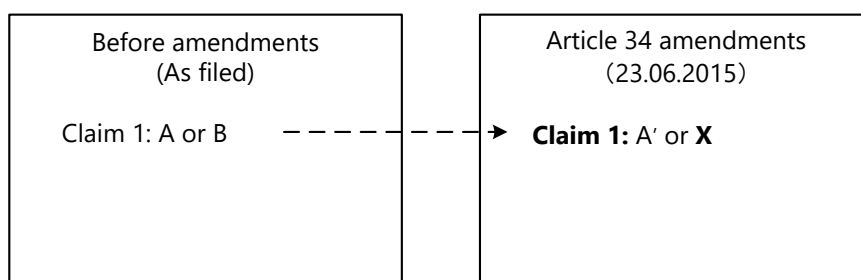 Before amendments
(As filed)
Claim 1: A or B
Article 34 amendments
（23.06.2015）
Claim 1: A’ or X